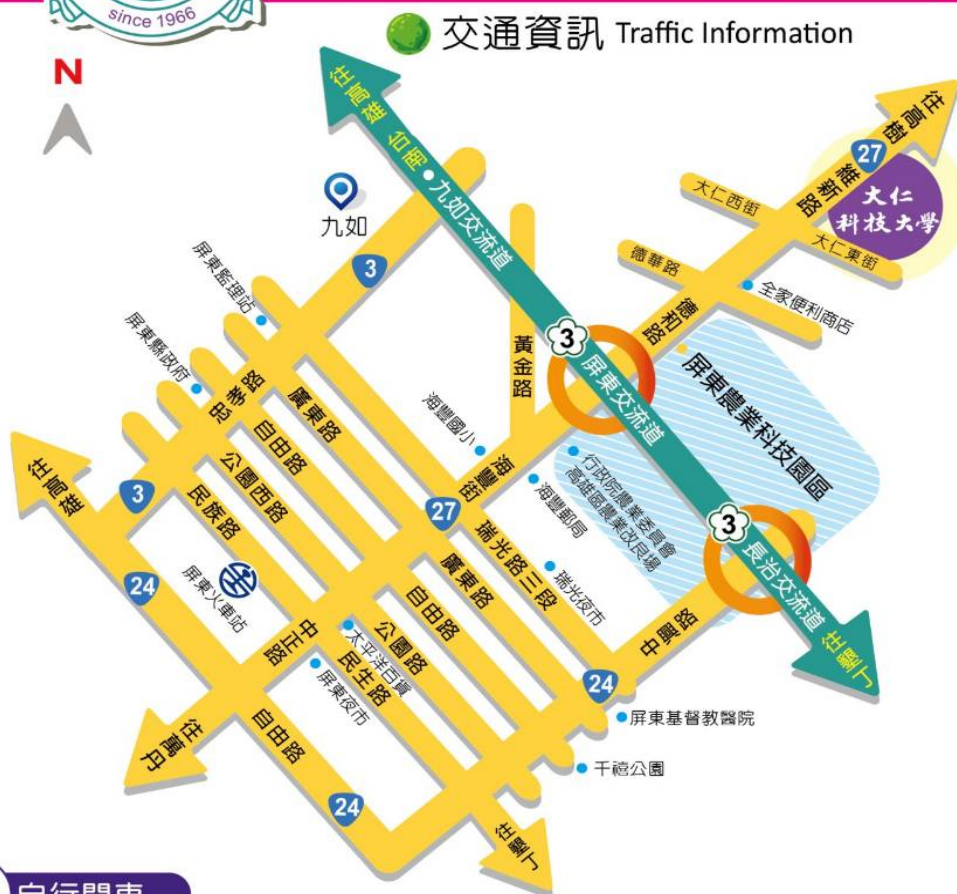 since 1966
交通資訊 Traffic Information
N
往高雄 台南
往高樹
27
維新路
大仁
科技大學
大仁西街
大仁東街
九如交流道
九如
3
德華路
全家便利商店
德和路
屏東監理站
屏東縣政府
黃金路
3
屏東交流道
屏東農業科技園區
忠孝路
廣東路
自由路
公園西路
民族路
海豐國小
海豐街
海豐郵局
行政院農業委員會
高雄區農業改良場
往高雄
3
27
瑞光路三段
瑞光夜市
3
長治交流道
往墾丁
24
屏東火車站
廣東路
自由路
公園路
中正路
太平洋百貨
民生路
屏東夜市
中興路
24
屏東基督教醫院
千禧公園
往萬丹
自由路
24
往墾丁
自行開車